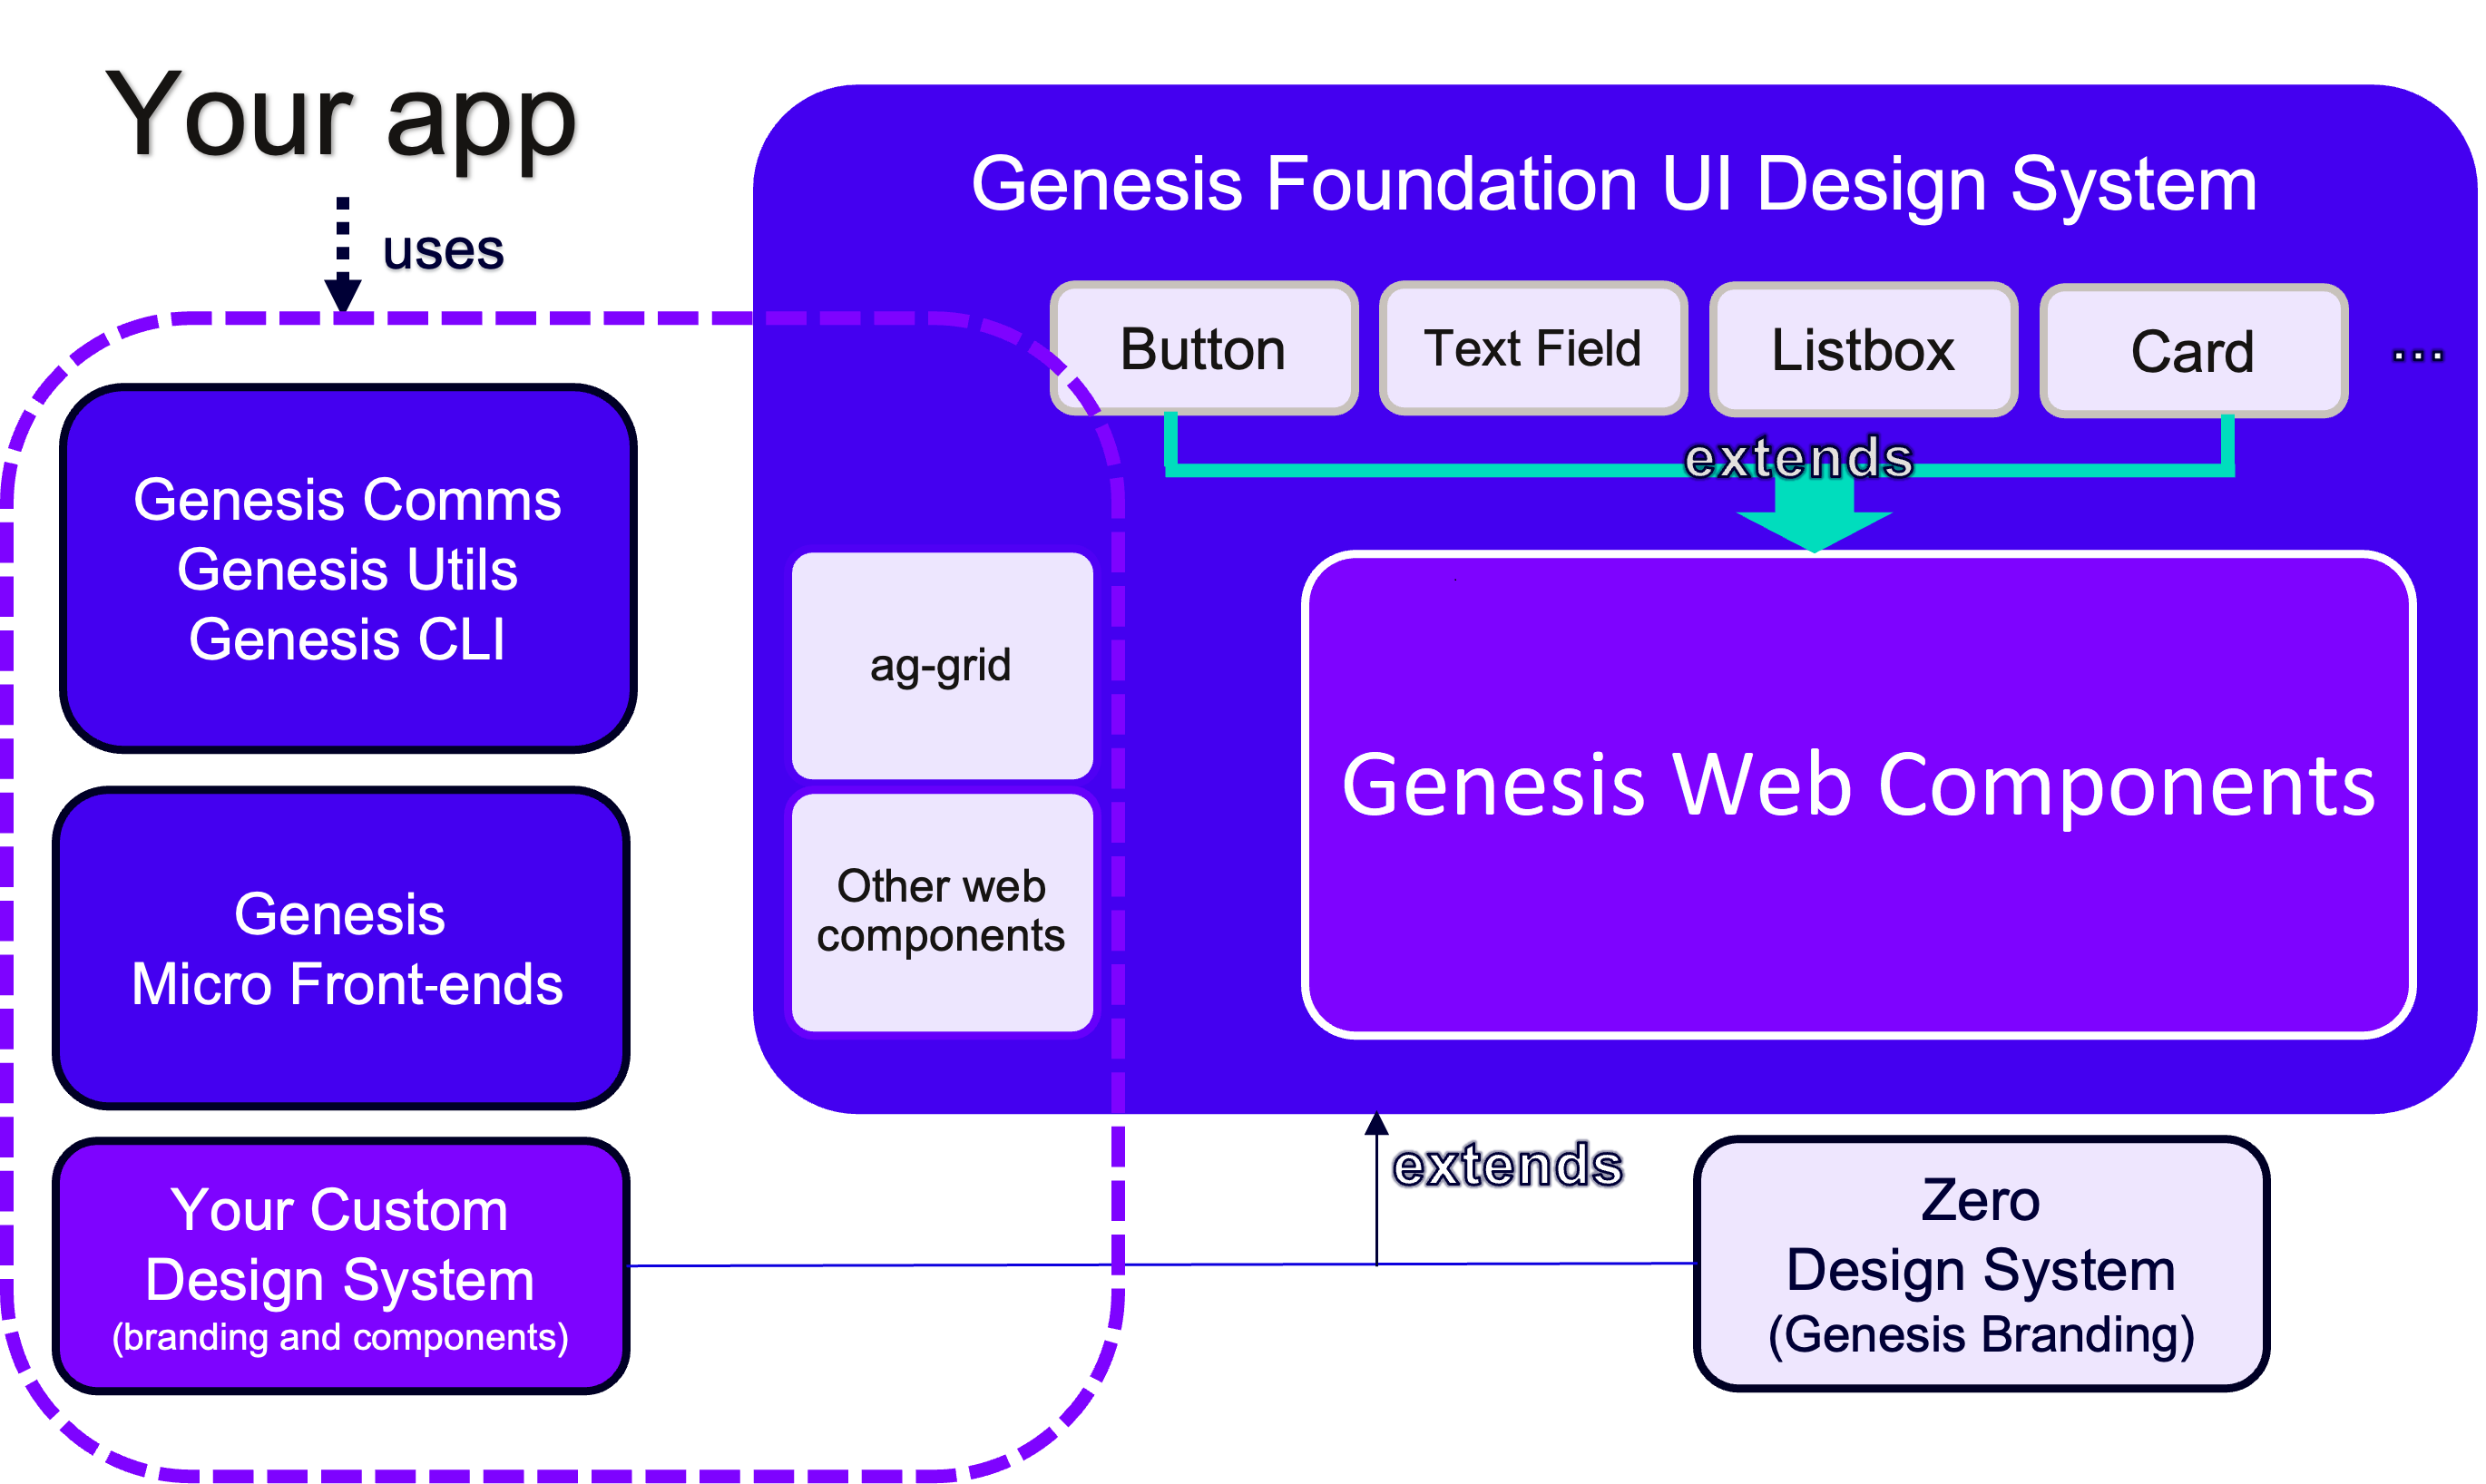 Your app
uses
Genesis Comms
Genesis Utils
Genesis CLI
Genesis
Micro Front-ends
Your Custom
Design System
(branding and components)
Genesis Foundation UI Design System
Button
Text Field
Listbox
Card
...
extends
ag-grid
Other web
components
Genesis Web Components
extends
Zero
Design System
(Genesis Branding)